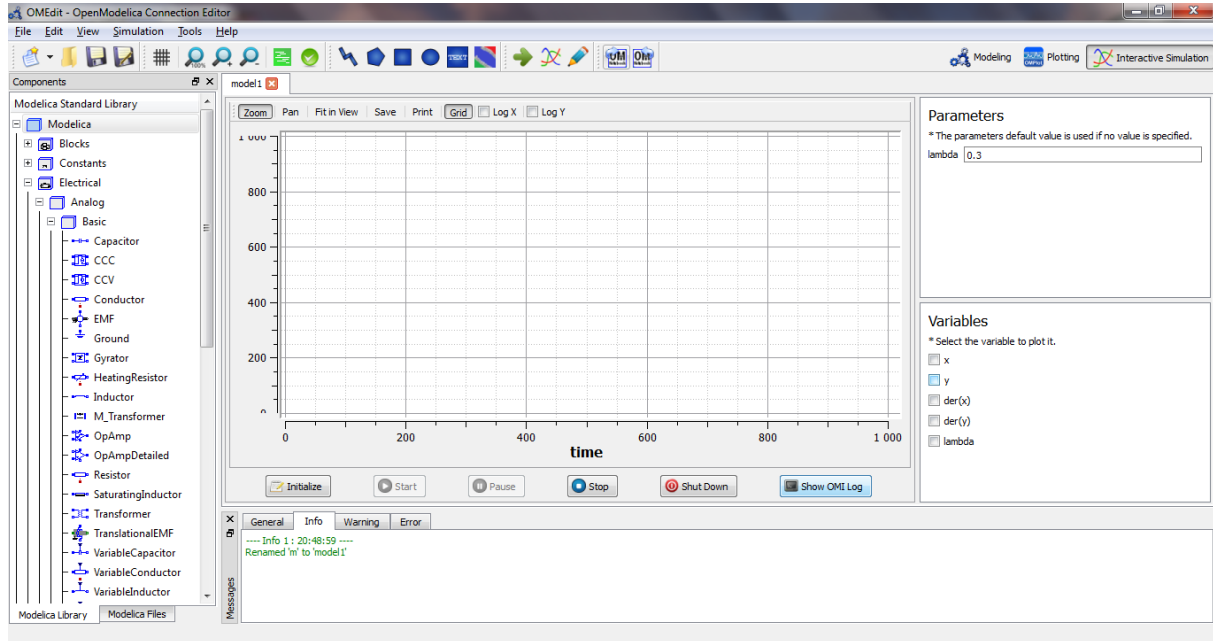 OMEdit - OpenModelica Connection Editor
File Edit View Simulation Tools Help
100% TEXT OM OM Modeling OMPlot Plotting Interactive Simulation
Components
Modelica Standard Library
Modelica
Blocks
Constants
Electrical
Analog
Basic
Capacitor
CCC
CCV
Conductor
EMF
Ground
Gyrator
HeatingResistor
Inductor
M_Transformer
OpAmp
OpAmpDetailed
Resistor
SaturatingInductor
Transformer
TranslationalEMF
VariableCapacitor
VariableConductor
VariableInductor
Modelica Library Modelica Files
model1
Zoom Pan Fit in View Save Print Grid Log X Log Y
1 000
800
600
400
200
0
0 200 400 600 800 1 000
time
Initialize Start Pause Stop Shut Down Show OMI Log
Parameters
* The parameters default value is used if no value is specified.
lambda 0.3
Variables
* Select the variable to plot it.
x
y
der(x)
der(y)
lambda
Messages
General Info Warning Error
---- Info 1 : 20:48:59 ----
Renamed 'm' to 'model1'